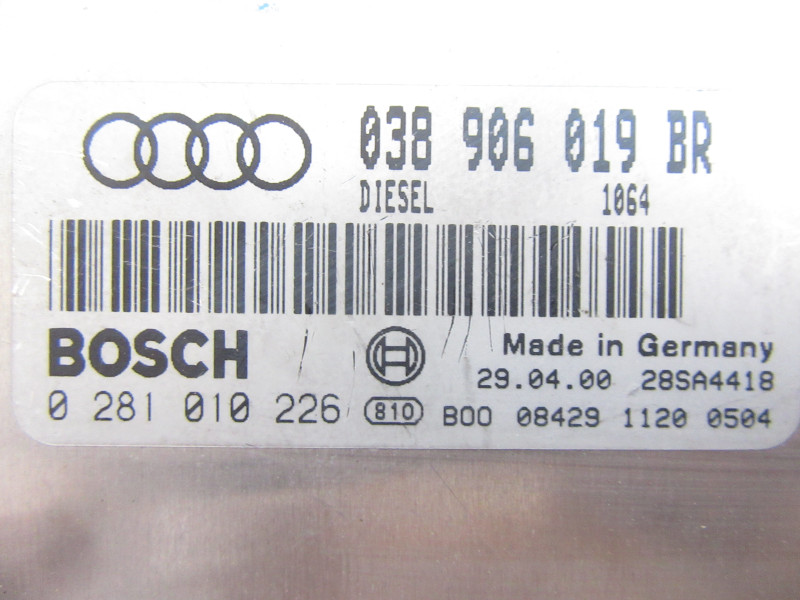 038 906 019 BR
DIESEL 1064
BOSCH
Made in Germany
29.04.00 28SA4418
0 281 010 226 810 B00 08429 1120 0504